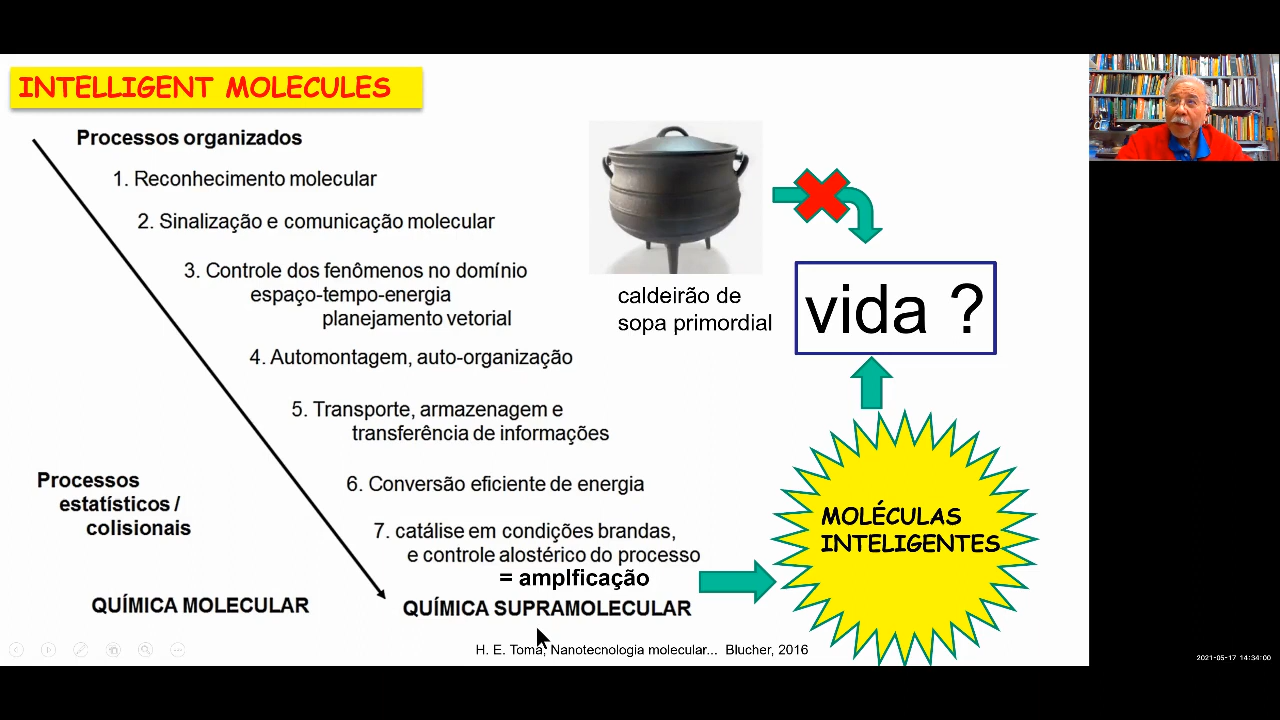 INTELLIGENT MOLECULES
Processos organizados
1. Reconhecimento molecular
2. Sinalização e comunicação molecular
3. Controle dos fenômenos no domínio
espaço-tempo-energia
planejamento vetorial
4. Automontagem, auto-organização
5. Transporte, armazenagem e
transferência de informações
6. Conversão eficiente de energia
7. catálise em condições brandas,
e controle alostérico do processo
= amplficação
QUÍMICA SUPRAMOLECULAR
Processos
estatísticos /
colisionais
QUÍMICA MOLECULAR
caldeirão de
sopa primordial
vida ?
MOLÉCULAS
INTELIGENTES
H. E. Toma, Nanotecnologia molecular... Blucher, 2016
2021-05-17 14:34:00